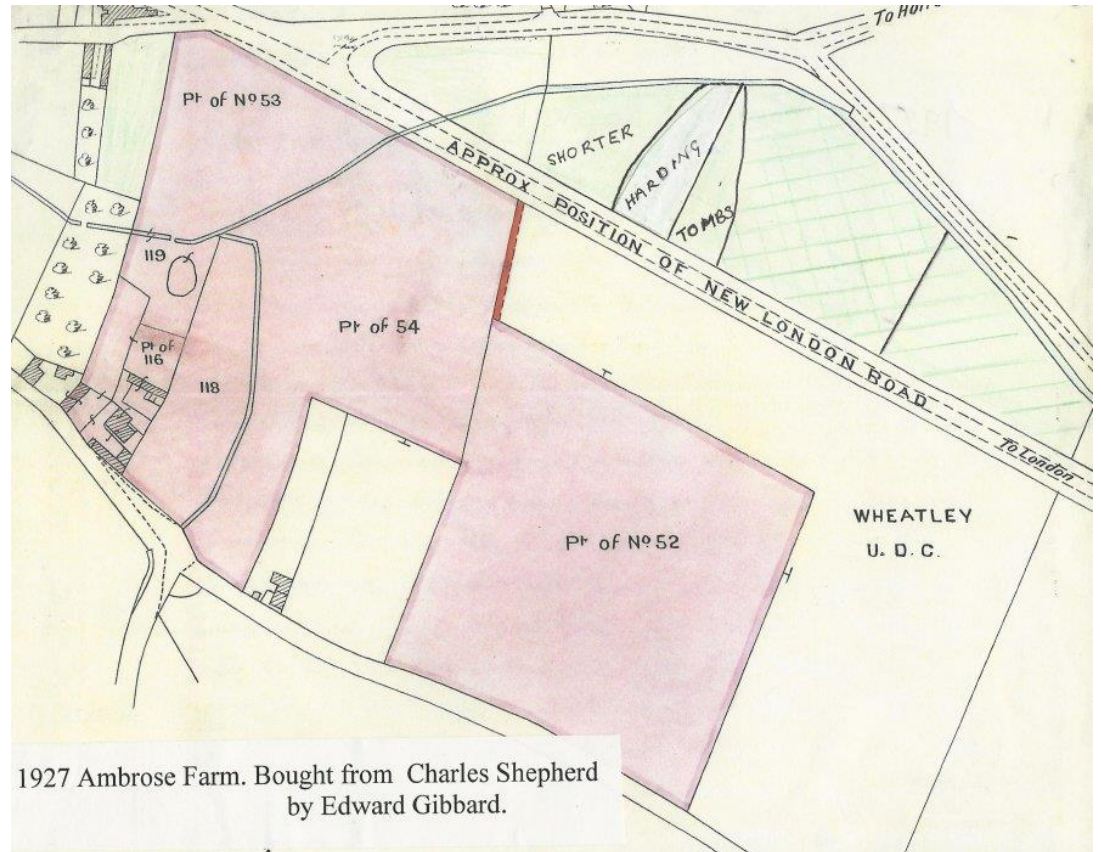 To
Pt of No 53
SHORTER
HARDING
TOMBS
APPROX POSITION OF NEW LONDON ROAD
To London
119
Pt of
116
118
Pt of 54
Pt of No 52
WHEATLEY
U. D. C.
1927 Ambrose Farm. Bought from Charles Shepherd
by Edward Gibbard.